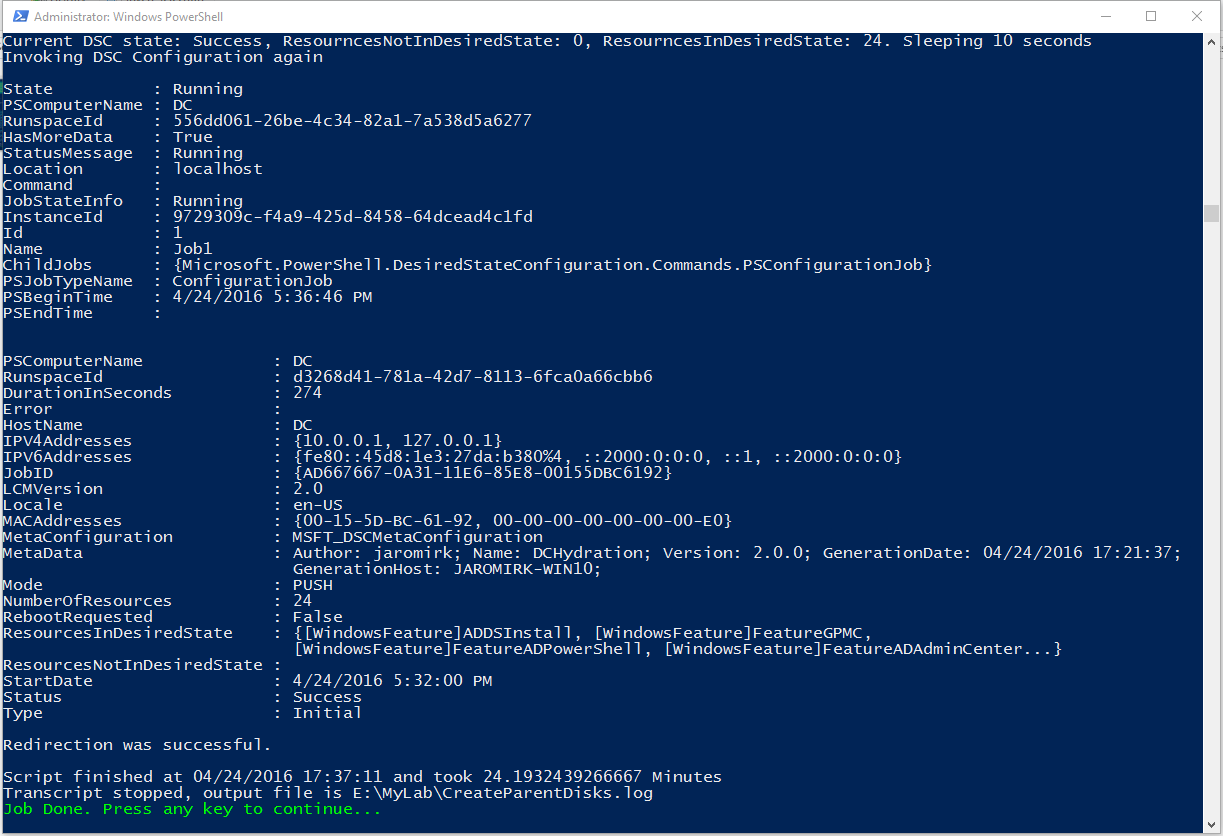 Administrator: Windows PowerShell
Current DSC state: Success, ResourncesNotInDesiredState: 0, ResourncesInDesiredState: 24. Sleeping 10 seconds
Invoking DSC Configuration again
State : Running
PSComputerName : DC
RunspaceId : 556dd061-26be-4c34-82a1-7a538d5a6277
HasMoreData : True
StatusMessage : Running
Location : localhost
Command :
JobStateInfo : Running
InstanceId : 9729309c-f4a9-425d-8458-64dcead4c1fd
Id : 1
Name : Job1
ChildJobs : {Microsoft.PowerShell.DesiredStateConfiguration.Commands.PSConfigurationJob}
PSJobTypeName : ConfigurationJob
PSBeginTime : 4/24/2016 5:36:46 PM
PSEndTime :
PSComputerName : DC
RunspaceId : d3268d41-781a-42d7-8113-6fca0a66cbb6
DurationInSeconds : 274
Error :
HostName : DC
IPV4Addresses : {10.0.0.1, 127.0.0.1}
IPV6Addresses : {fe80::45d8:1e3:27da:b380%4, ::2000:0:0:0, ::1, ::2000:0:0:0}
JobID : {AD667667-0A31-11E6-85E8-00155DBC6192}
LCMVersion : 2.0
Locale : en-US
MACAddresses : {00-15-5D-BC-61-92, 00-00-00-00-00-00-00-E0}
MetaConfiguration : MSFT_DSCMetaConfiguration
MetaData : Author: jaromirk; Name: DCHydration; Version: 2.0.0; GenerationDate: 04/24/2016 17:21:37;
GenerationHost: JAROMIRK-WIN10;
Mode : PUSH
NumberOfResources : 24
RebootRequested : False
ResourcesInDesiredState : {[WindowsFeature]ADDSInstall, [WindowsFeature]FeatureGPMC,
[WindowsFeature]FeatureADPowerShell, [WindowsFeature]FeatureADAdminCenter...}
ResourcesNotInDesiredState :
StartDate : 4/24/2016 5:32:00 PM
Status : Success
Type : Initial
Redirection was successful.
Script finished at 04/24/2016 17:37:11 and took 24.1932439266667 Minutes
Transcript stopped, output file is E:\MyLab\CreateParentDisks.log
Job Done. Press any key to continue...